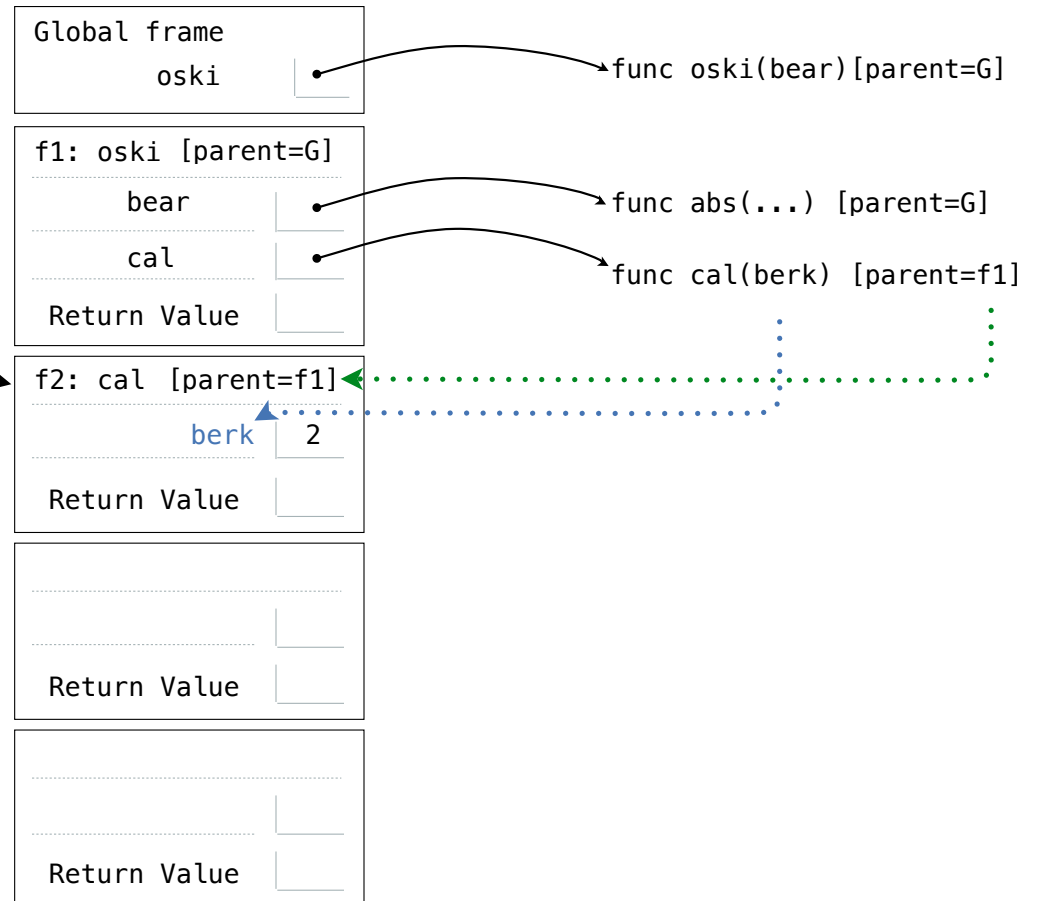 Global frame
oski
func oski(bear)[parent=G]
f1: oski [parent=G]
bear
func abs(...) [parent=G]
cal
func cal(berk) [parent=f1]
Return Value
f2: cal [parent=f1]
berk 2
Return Value
Return Value
Return Value